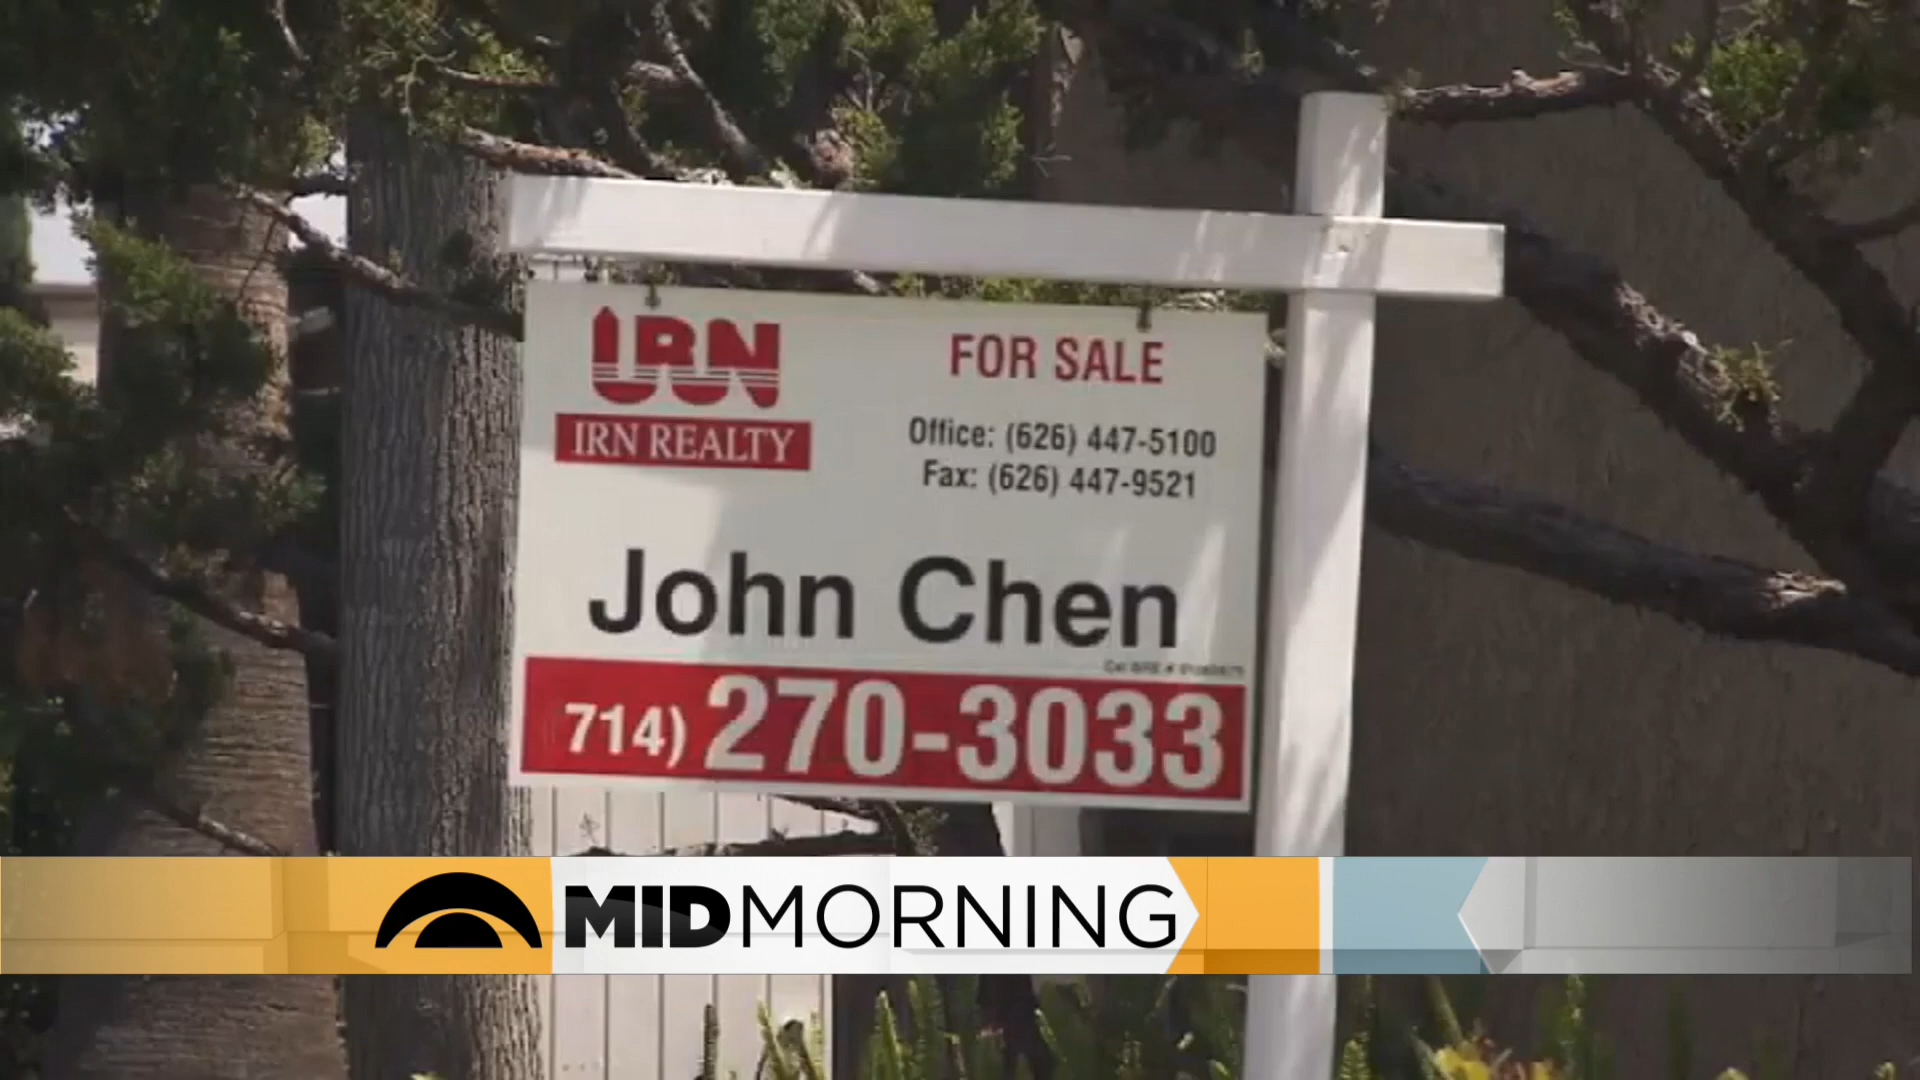 IRN
IRN REALTY
FOR SALE
Office: (626) 447-5100
Fax: (626) 447-9521
John Chen
714) 270-3033
MIDMORNING